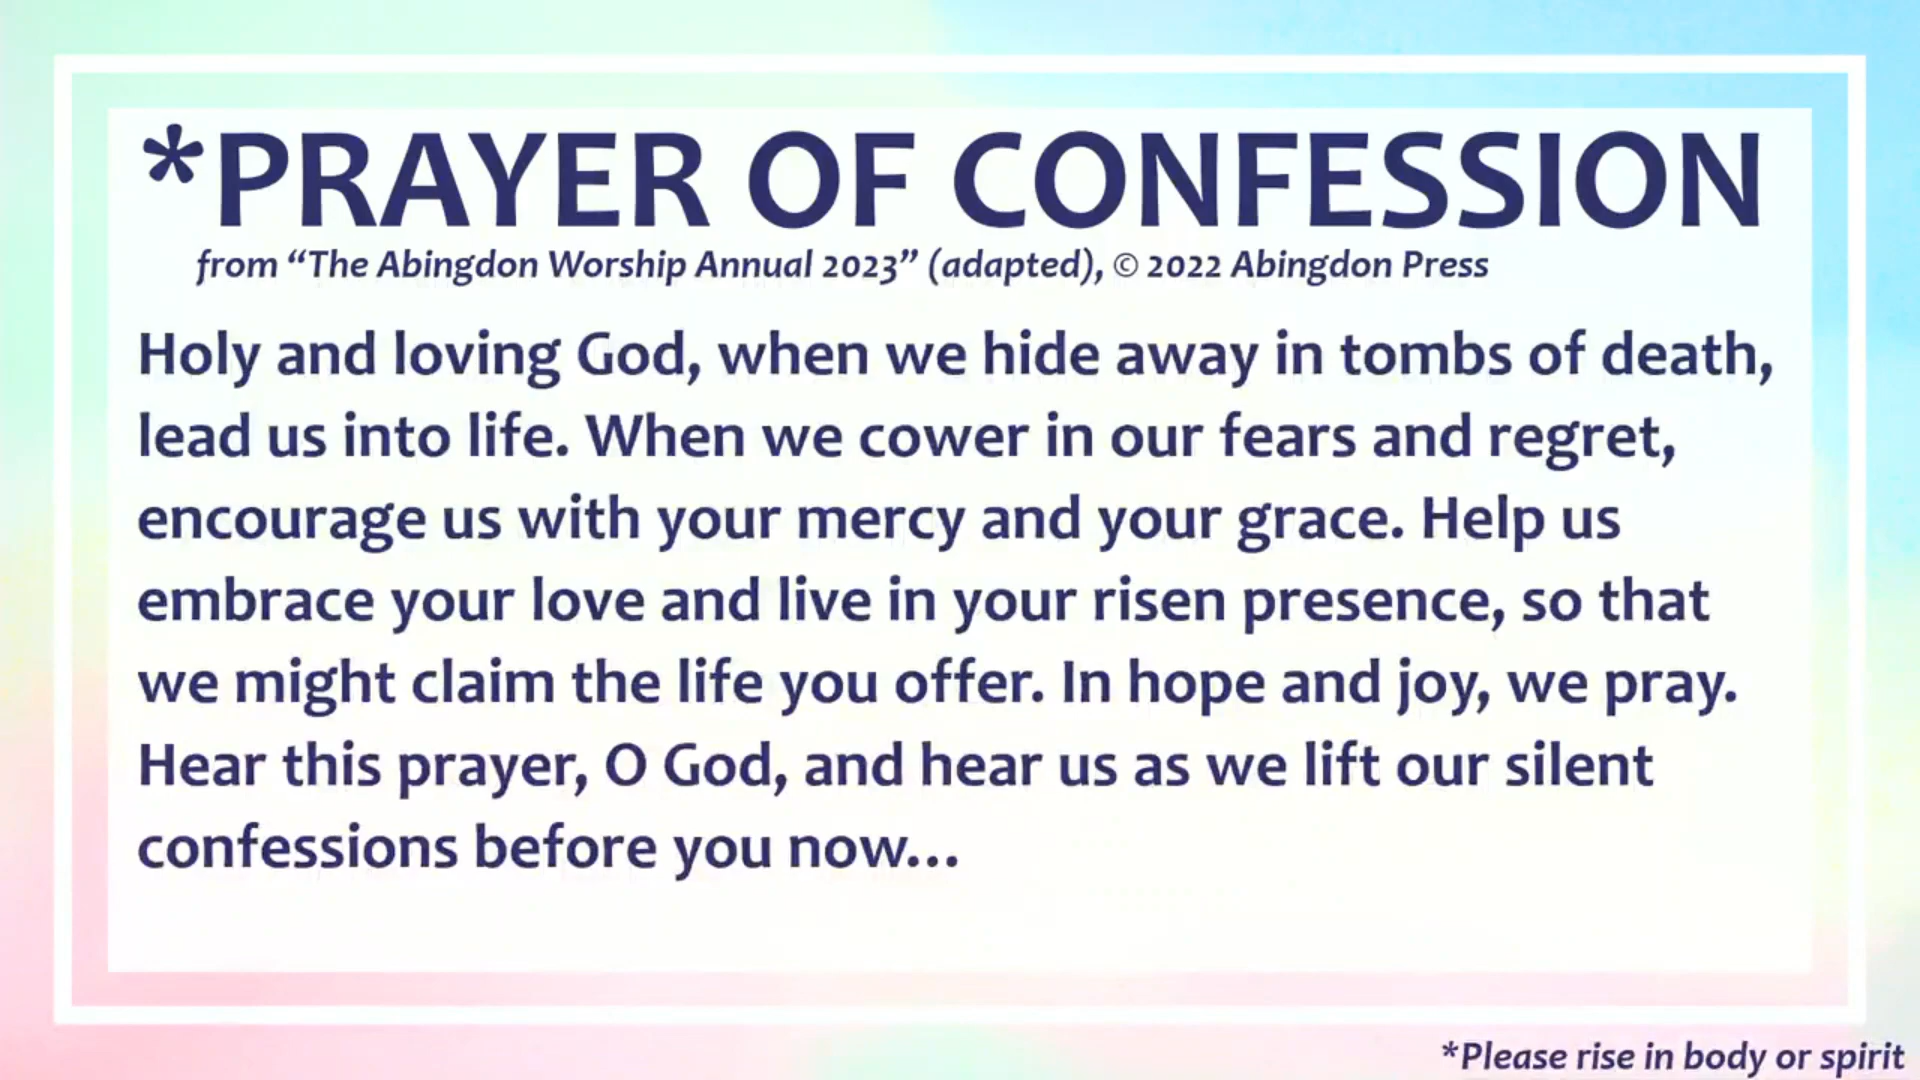 *PRAYER OF CONFESSION
from “The Abingdon Worship Annual 2023” (adapted), © 2022 Abingdon Press
Holy and loving God, when we hide away in tombs of death,
lead us into life. When we cower in our fears and regret,
encourage us with your mercy and your grace. Help us
embrace your love and live in your risen presence, so that
we might claim the life you offer. In hope and joy, we pray.
Hear this prayer, O God, and hear us as we lift our silent
confessions before you now...
*Please rise in body or spirit